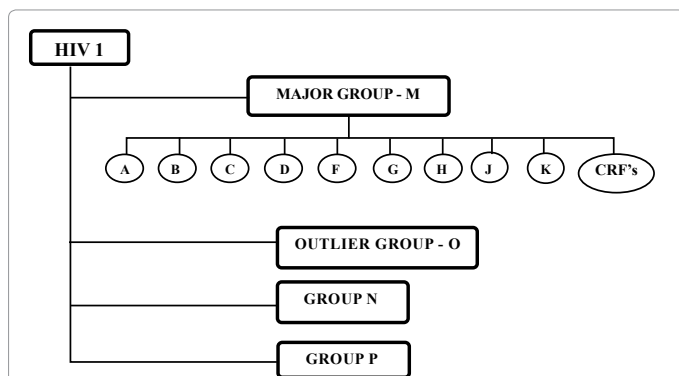 HIV 1
MAJOR GROUP - M
A B C D F G H J K CRF's
OUTLIER GROUP - O
GROUP N
GROUP P